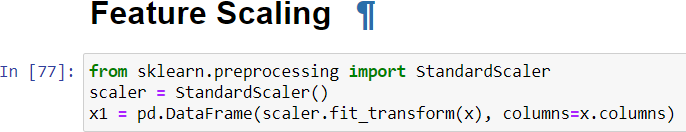 Feature Scaling ¶
In [77]: from sklearn.preprocessing import StandardScaler
scaler = StandardScaler()
x1 = pd.DataFrame(scaler.fit_transform(x), columns=x.columns)